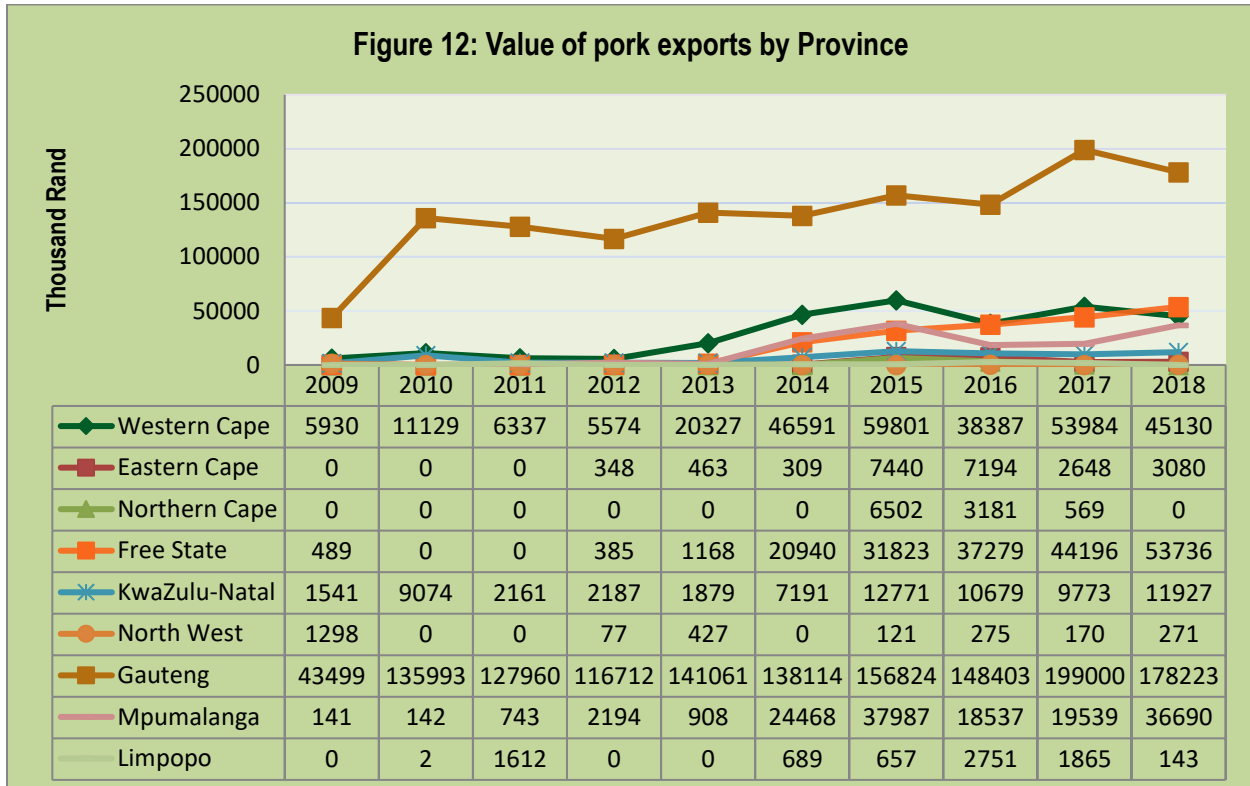 Figure 12: Value of pork exports by Province
Thousand Rand
250000
200000
150000
100000
50000
0
2009 2010 2011 2012 2013 2014 2015 2016 2017 2018
Western Cape 5930 11129 6337 5574 20327 46591 59801 38387 53984 45130
Eastern Cape 0 0 0 348 463 309 7440 7194 2648 3080
Northern Cape 0 0 0 0 0 0 6502 3181 569 0
Free State 489 0 0 385 1168 20940 31823 37279 44196 53736
KwaZulu-Natal 1541 9074 2161 2187 1879 7191 12771 10679 9773 11927
North West 1298 0 0 77 427 0 121 275 170 271
Gauteng 43499 135993 127960 116712 141061 138114 156824 148403 199000 178223
Mpumalanga 141 142 743 2194 908 24468 37987 18537 19539 36690
Limpopo 0 2 1612 0 0 689 657 2751 1865 143